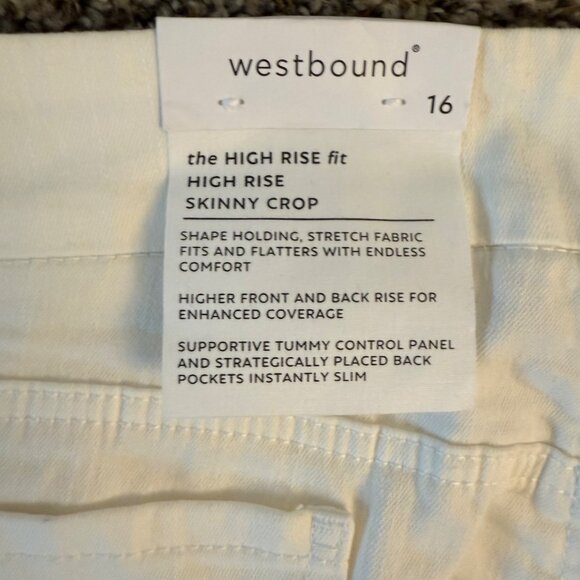 westbound®
16
the HIGH RISE fit
HIGH RISE
SKINNY CROP
SHAPE HOLDING, STRETCH FABRIC
FITS AND FLATTERS WITH ENDLESS
COMFORT
HIGHER FRONT AND BACK RISE FOR
ENHANCED COVERAGE
SUPPORTIVE TUMMY CONTROL PANEL
AND STRATEGICALLY PLACED BACK
POCKETS INSTANTLY SLIM